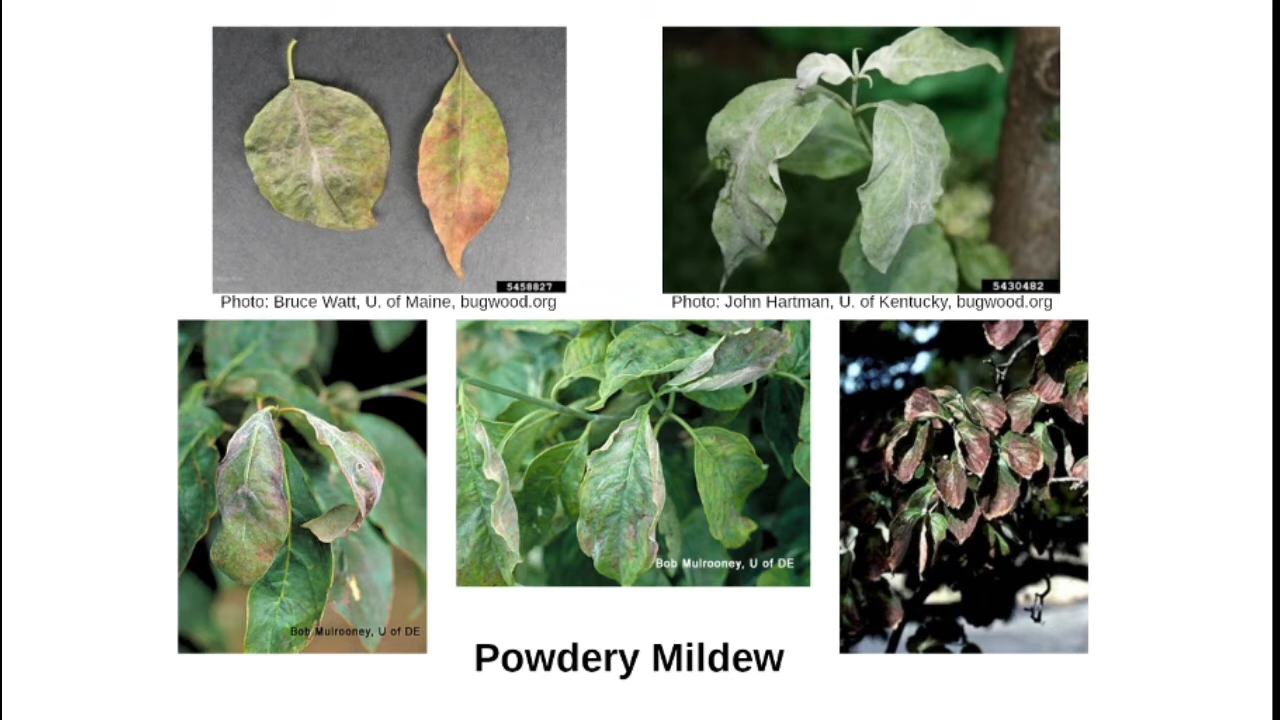 5458827
5430482
Photo: Bruce Watt, U. of Maine, bugwood.org
Photo: John Hartman, U. of Kentucky, bugwood.org
Bob Mulrooney, U of DE
Bob Mulrooney, U of DE
Powdery Mildew